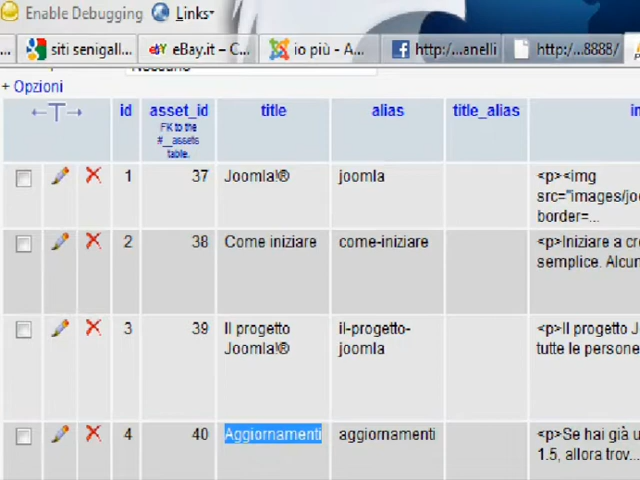 Enable Debugging Links▾
... siti senigall... eBay.it – C... io più - A... http:...anelli http:...8888/
+ Opzioni
←T→ id asset_id title alias title_alias
FK to the
#__assets
table.
1 37 Joomla!® joomla <p><img
src="images/joo
border=...
2 38 Come iniziare come-iniziare <p>Iniziare a cre
semplice. Alcun
3 39 Il progetto il-progetto- <p>Il progetto J
Joomla!® joomla tutte le persone
4 40 Aggiornamenti aggiornamenti <p>Se hai già u
1.5, allora trov...